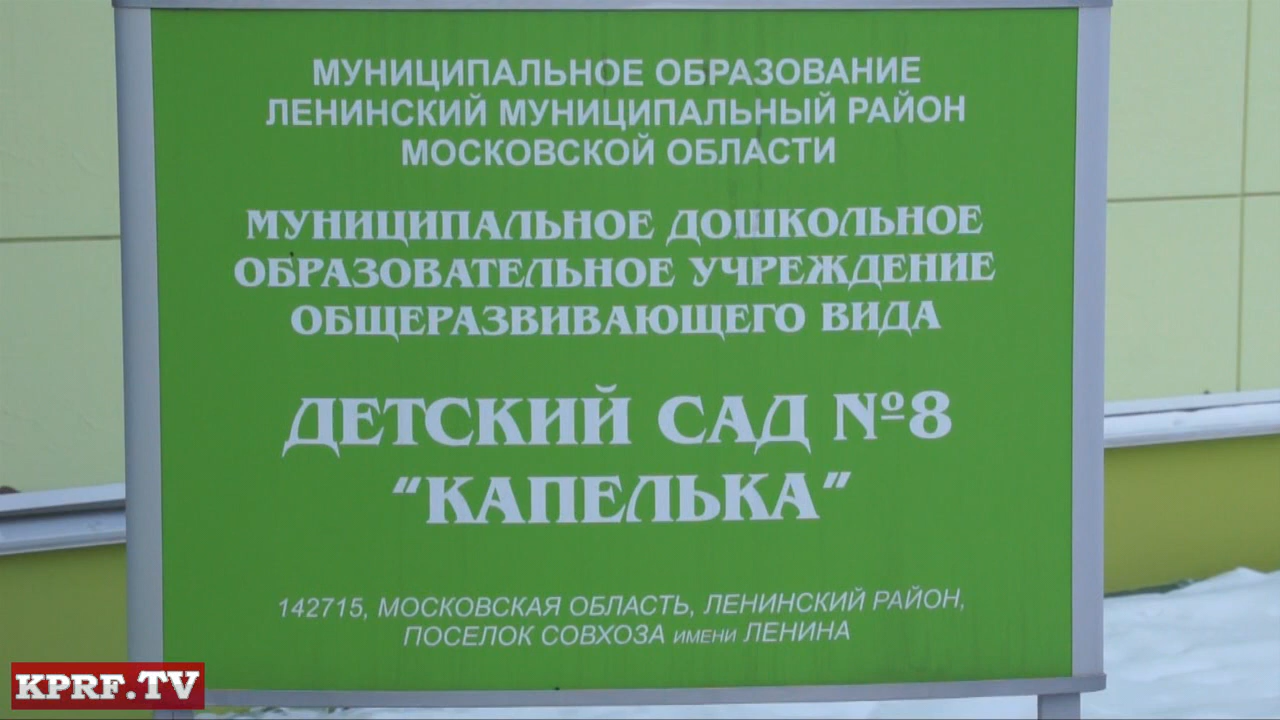 МУНИЦИПАЛЬНОЕ ОБРАЗОВАНИЕ
ЛЕНИНСКИЙ МУНИЦИПАЛЬНЫЙ РАЙОН
МОСКОВСКОЙ ОБЛАСТИ
МУНИЦИПАЛЬНОЕ ДОШКОЛЬНОЕ
ОБРАЗОВАТЕЛЬНОЕ УЧРЕЖДЕНИЕ
ОБЩЕРАЗВИВАЮЩЕГО ВИДА
ДЕТСКИЙ САД №8
“КАПЕЛЬКА”
142715, МОСКОВСКАЯ ОБЛАСТЬ, ЛЕНИНСКИЙ РАЙОН,
ПОСЕЛОК СОВХОЗА ИМЕНИ ЛЕНИНА
KPRF.TV